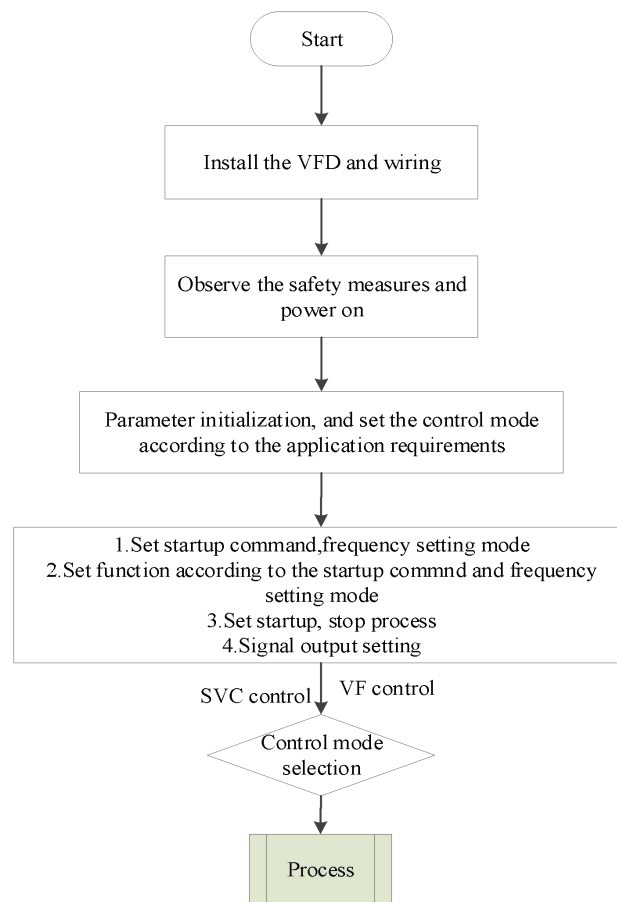 Start
Install the VFD and wiring
Observe the safety measures and
power on
Parameter initialization, and set the control mode
according to the application requirements
1.Set startup command,frequency setting mode
2.Set function according to the startup commnd and frequency
setting mode
3.Set startup, stop process
4.Signal output setting
SVC control
VF control
Control mode
selection
Process